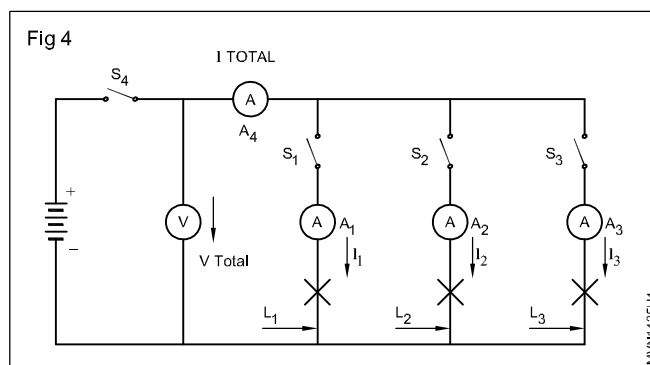 Fig 4
I TOTAL
S4
A
A4
S1
S2
S3
+
–
V
V Total
A
A1
A
A2
A
A3
I1
I2
I3
L1
L2
L3